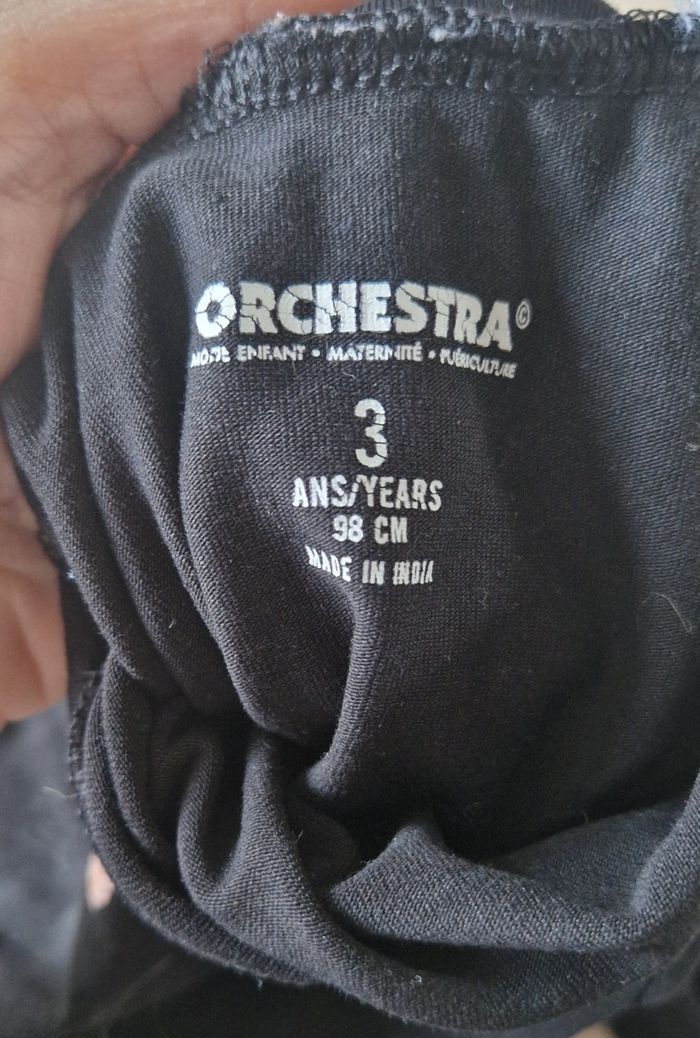 ORCHESTRA©
MODE ENFANT • MATERNITÉ • PUÉRICULTURE
3
ANS/YEARS
98 CM
MADE IN INDIA